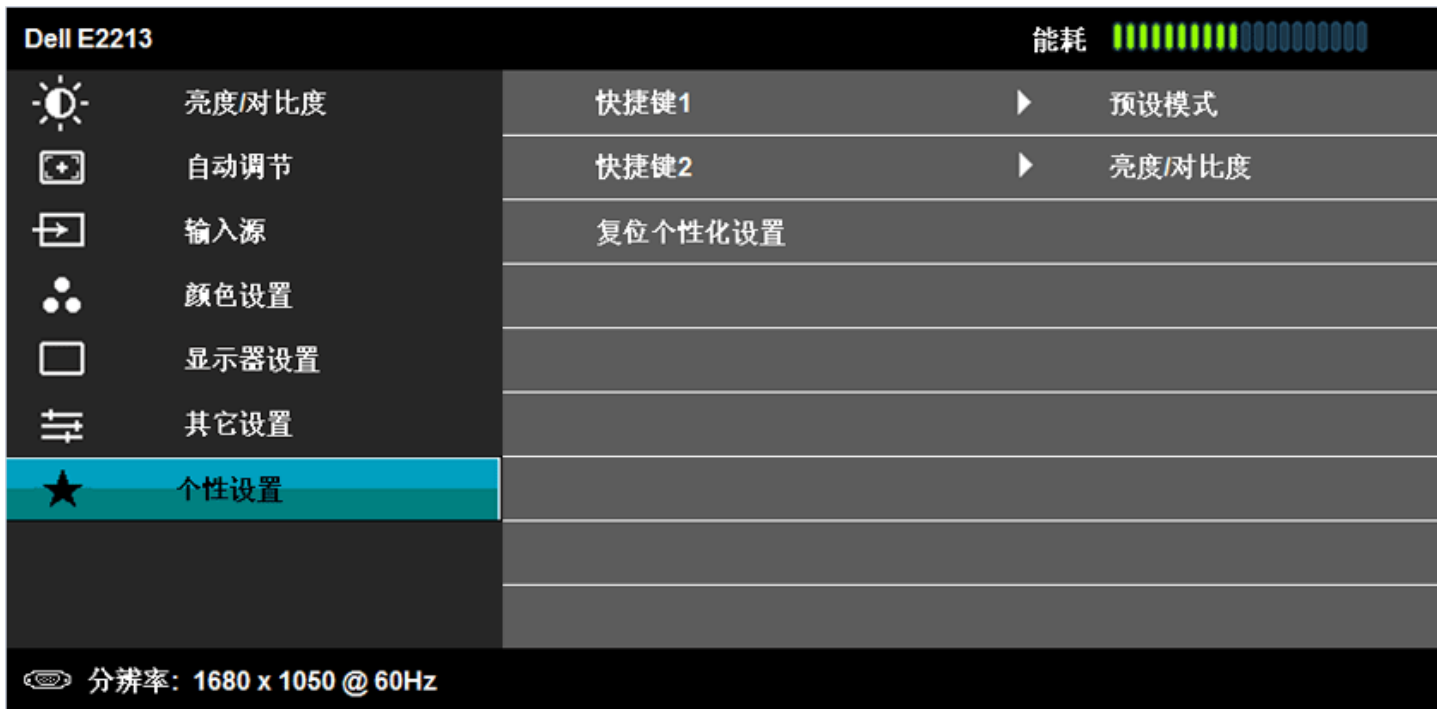 Dell E2213 能耗
亮度/对比度 快捷键1 预设模式
自动调节 快捷键2 亮度/对比度
输入源 复位个性化设置
颜色设置
显示器设置
其它设置
个性设置
分辨率: 1680 x 1050 @ 60Hz